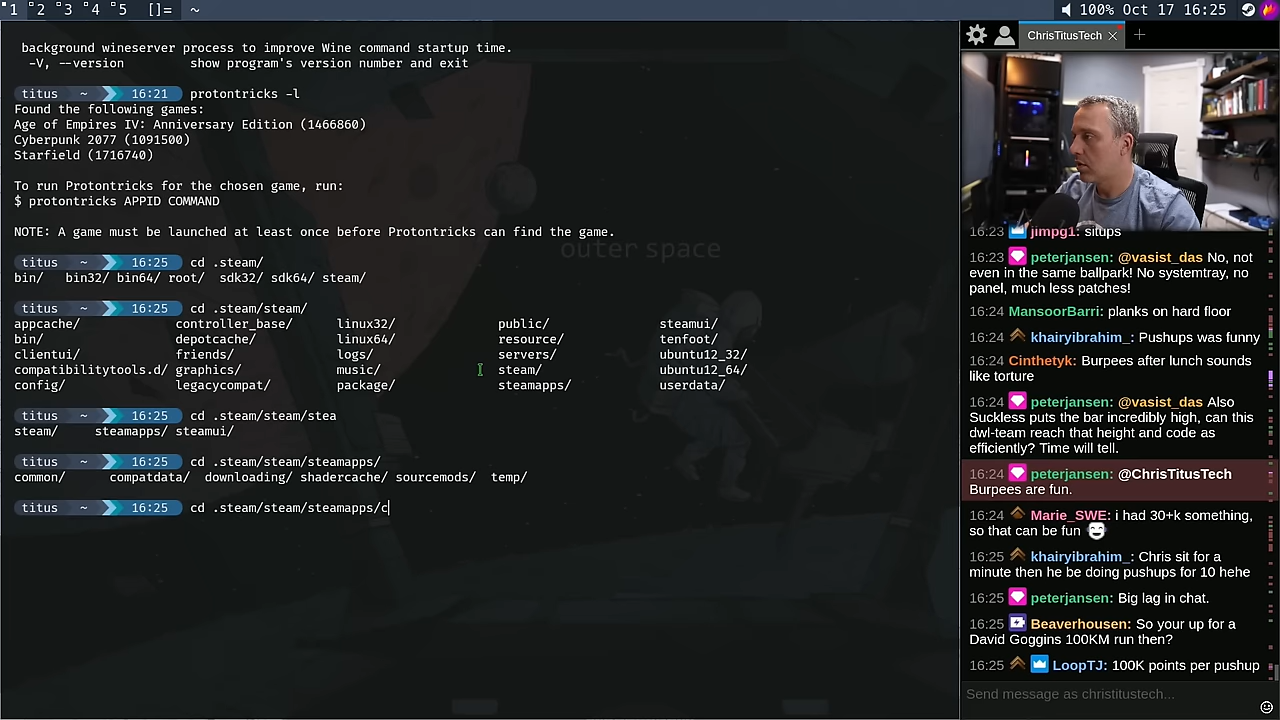 1 2 3 4 5 []= ~
100% Oct 17 16:25
background wineserver process to improve Wine command startup time.
-V, --version show program's version number and exit
titus ~ 16:21 protontricks -l
Found the following games:
Age of Empires IV: Anniversary Edition (1466860)
Cyberpunk 2077 (1091500)
Starfield (1716740)
To run Protontricks for the chosen game, run:
$ protontricks APPID COMMAND
NOTE: A game must be launched at least once before Protontricks can find the game.
outer space
titus ~ 16:25 cd .steam/
bin/ bin32/ bin64/ root/ sdk32/ sdk64/ steam/
titus ~ 16:25 cd .steam/steam/
appcache/ controller_base/ linux32/ public/ steamui/
bin/ depotcache/ linux64/ resource/ tenfoot/
clientui/ friends/ logs/ servers/ ubuntu12_32/
compatibilitytools.d/ graphics/ music/ steam/ ubuntu12_64/
config/ legacycompat/ package/ steamapps/ userdata/
titus ~ 16:25 cd .steam/steam/stea
steam/ steamapps/ steamui/
titus ~ 16:25 cd .steam/steam/steamapps/
common/ compatdata/ downloading/ shadercache/ sourcemods/ temp/
titus ~ 16:25 cd .steam/steam/steamapps/c
ChrisTitusTech
16:23 jimpg1: situps
16:23 peterjansen: @vasist_das No, not
even in the same ballpark! No systemtray, no
panel, much less patches!
16:24 MansoorBarri: planks on hard floor
16:24 khairyibrahim_: Pushups was funny
16:24 Cinthetyk: Burpees after lunch sounds
like torture
16:24 peterjansen: @vasist_das Also
Suckless puts the bar incredibly high, can this
dwl-team reach that height and code as
efficiently? Time will tell.
16:24 peterjansen: @ChrisTitusTech
Burpees are fun.
16:24 Marie_SWE: i had 30+k something,
so that can be fun
16:25 khairyibrahim_: Chris sit for a
minute then he be doing pushups for 10 hehe
16:25 peterjansen: Big lag in chat.
16:25 Beaverhousen: So your up for a
David Goggins 100KM run then?
16:25 LoopTJ: 100K points per pushup
Send message as christitustech...